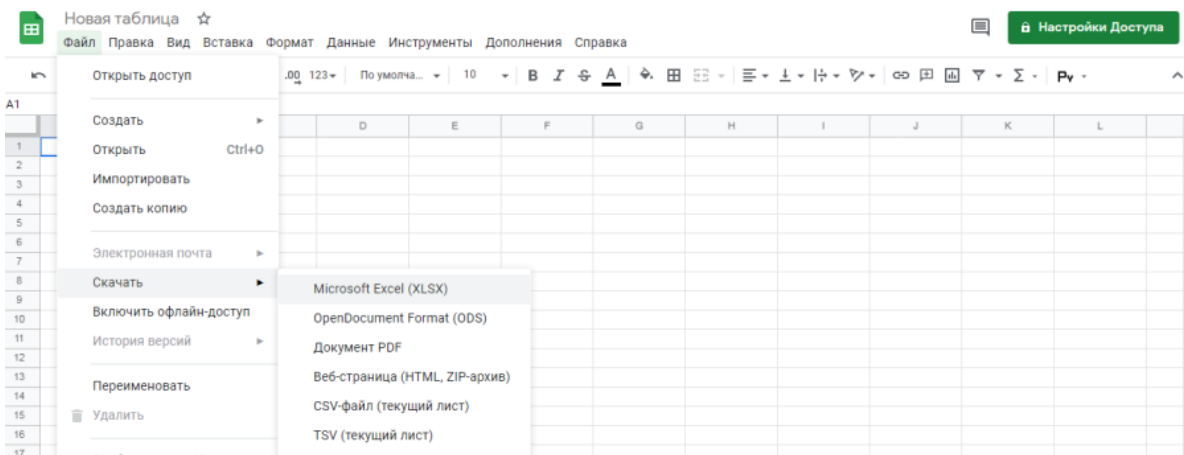 Новая таблица
Настройки Доступа
Файл Правка Вид Вставка Формат Данные Инструменты Дополнения Справка
Открыть доступ
.00 123 По умолча... 10 B I S A Σ Ру
A1
Создать
D E F G H I J K L
1
Открыть Ctrl+O
2
Импортировать
3
Создать копию
4
5
6
Электронная почта
7
Скачать
8
Microsoft Excel (XLSX)
9
Включить офлайн-доступ
10
OpenDocument Format (ODS)
11
История версий
Документ PDF
12
13
Веб-страница (HTML, ZIP-архив)
Переименовать
14
CSV-файл (текущий лист)
15
Удалить
16
TSV (текущий лист)
17